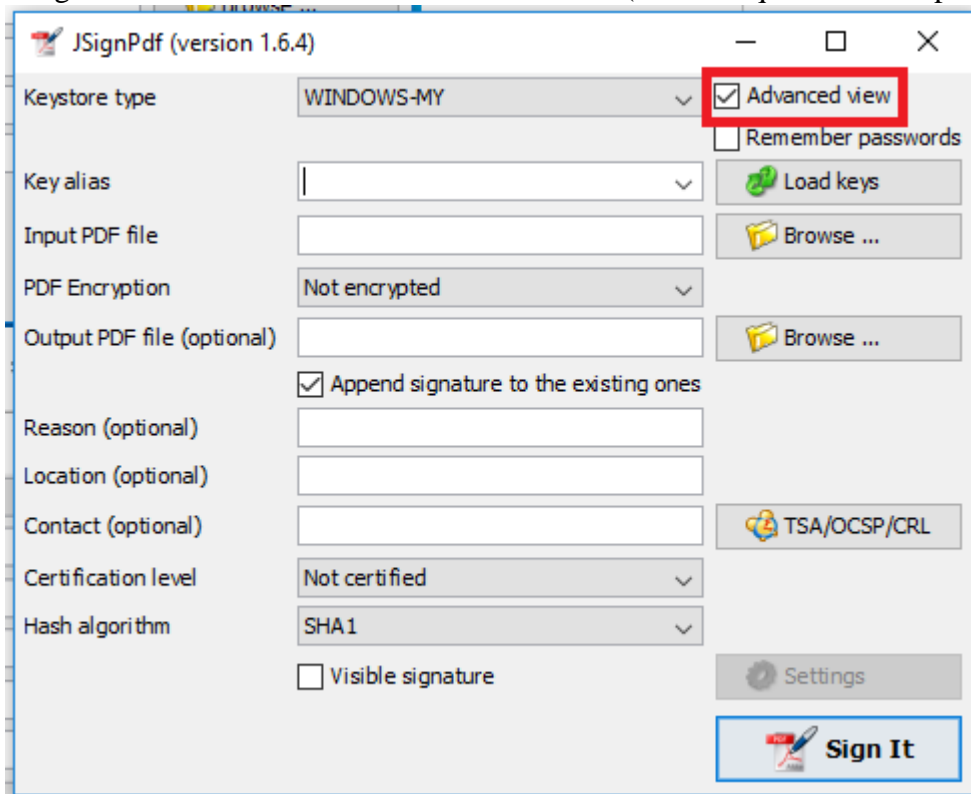 Browse ...
JSignPdf (version 1.6.4)
Keystore type WINDOWS-MY Advanced view
Remember passwords
Key alias Load keys
Input PDF file Browse ...
PDF Encryption Not encrypted
Output PDF file (optional) Browse ...
Append signature to the existing ones
Reason (optional)
Location (optional)
Contact (optional) TSA/OCSP/CRL
Certification level Not certified
Hash algorithm SHA1
Visible signature Settings
Sign It